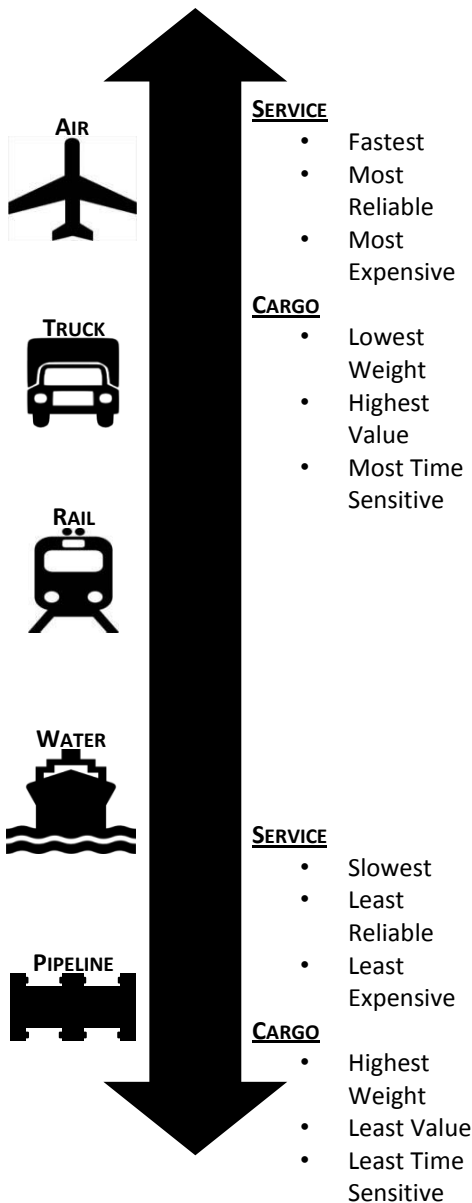 AIR
TRUCK
RAIL
WATER
PIPELINE
SERVICE
• Fastest
• Most
Reliable
• Most
Expensive
CARGO
• Lowest
Weight
• Highest
Value
• Most Time
Sensitive
SERVICE
• Slowest
• Least
Reliable
• Least
Expensive
CARGO
• Highest
Weight
• Least Value
• Least Time
Sensitive